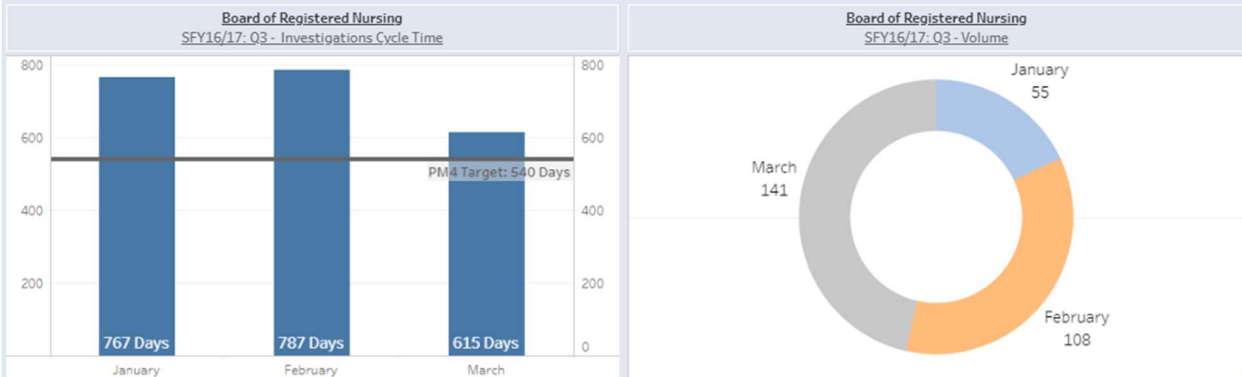 Board of Registered Nursing
SFY16/17: Q3 - Investigations Cycle Time
800
600
400
200
800
600
400
200
0
PM4 Target: 540 Days
767 Days
787 Days
615 Days
January
February
March
Board of Registered Nursing
SFY16/17: Q3 - Volume
January
55
March
141
February
108